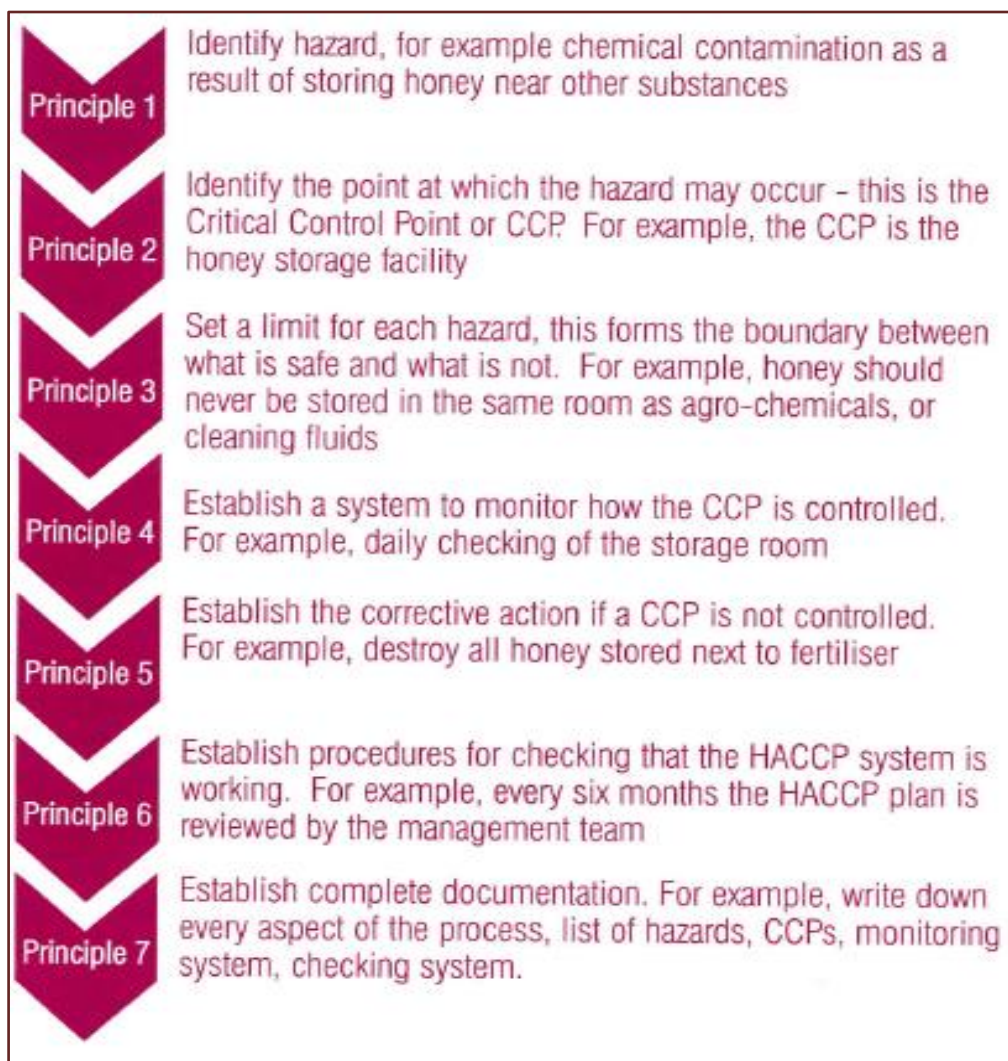 Principle 1
Identify hazard, for example chemical contamination as a
result of storing honey near other substances
Principle 2
Identify the point at which the hazard may occur - this is the
Critical Control Point or CCP. For example, the CCP is the
honey storage facility
Principle 3
Set a limit for each hazard, this forms the boundary between
what is safe and what is not. For example, honey should
never be stored in the same room as agro-chemicals, or
cleaning fluids
Principle 4
Establish a system to monitor how the CCP is controlled.
For example, daily checking of the storage room
Principle 5
Establish the corrective action if a CCP is not controlled.
For example, destroy all honey stored next to fertiliser
Principle 6
Establish procedures for checking that the HACCP system is
working. For example, every six months the HACCP plan is
reviewed by the management team
Principle 7
Establish complete documentation. For example, write down
every aspect of the process, list of hazards, CCPs, monitoring
system, checking system.